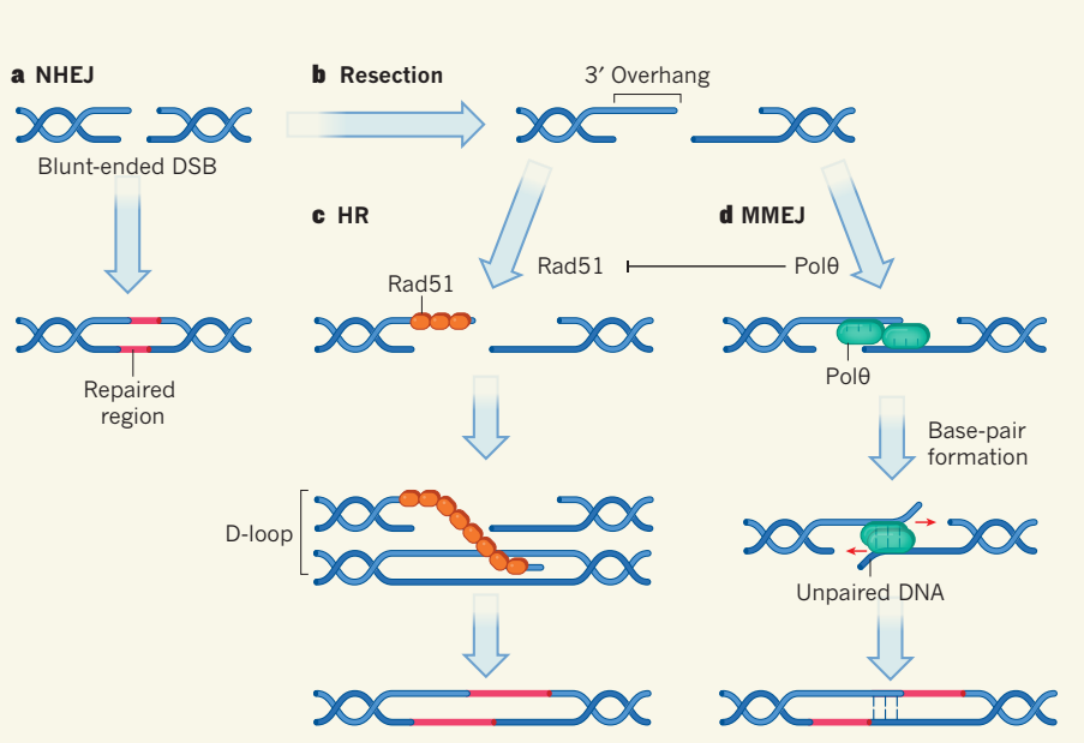 a NHEJ
b Resection
3′ Overhang
Blunt-ended DSB
c HR
d MMEJ
Rad51
Polθ
Rad51
Repaired
region
Polθ
Base-pair
formation
D-loop
Unpaired DNA